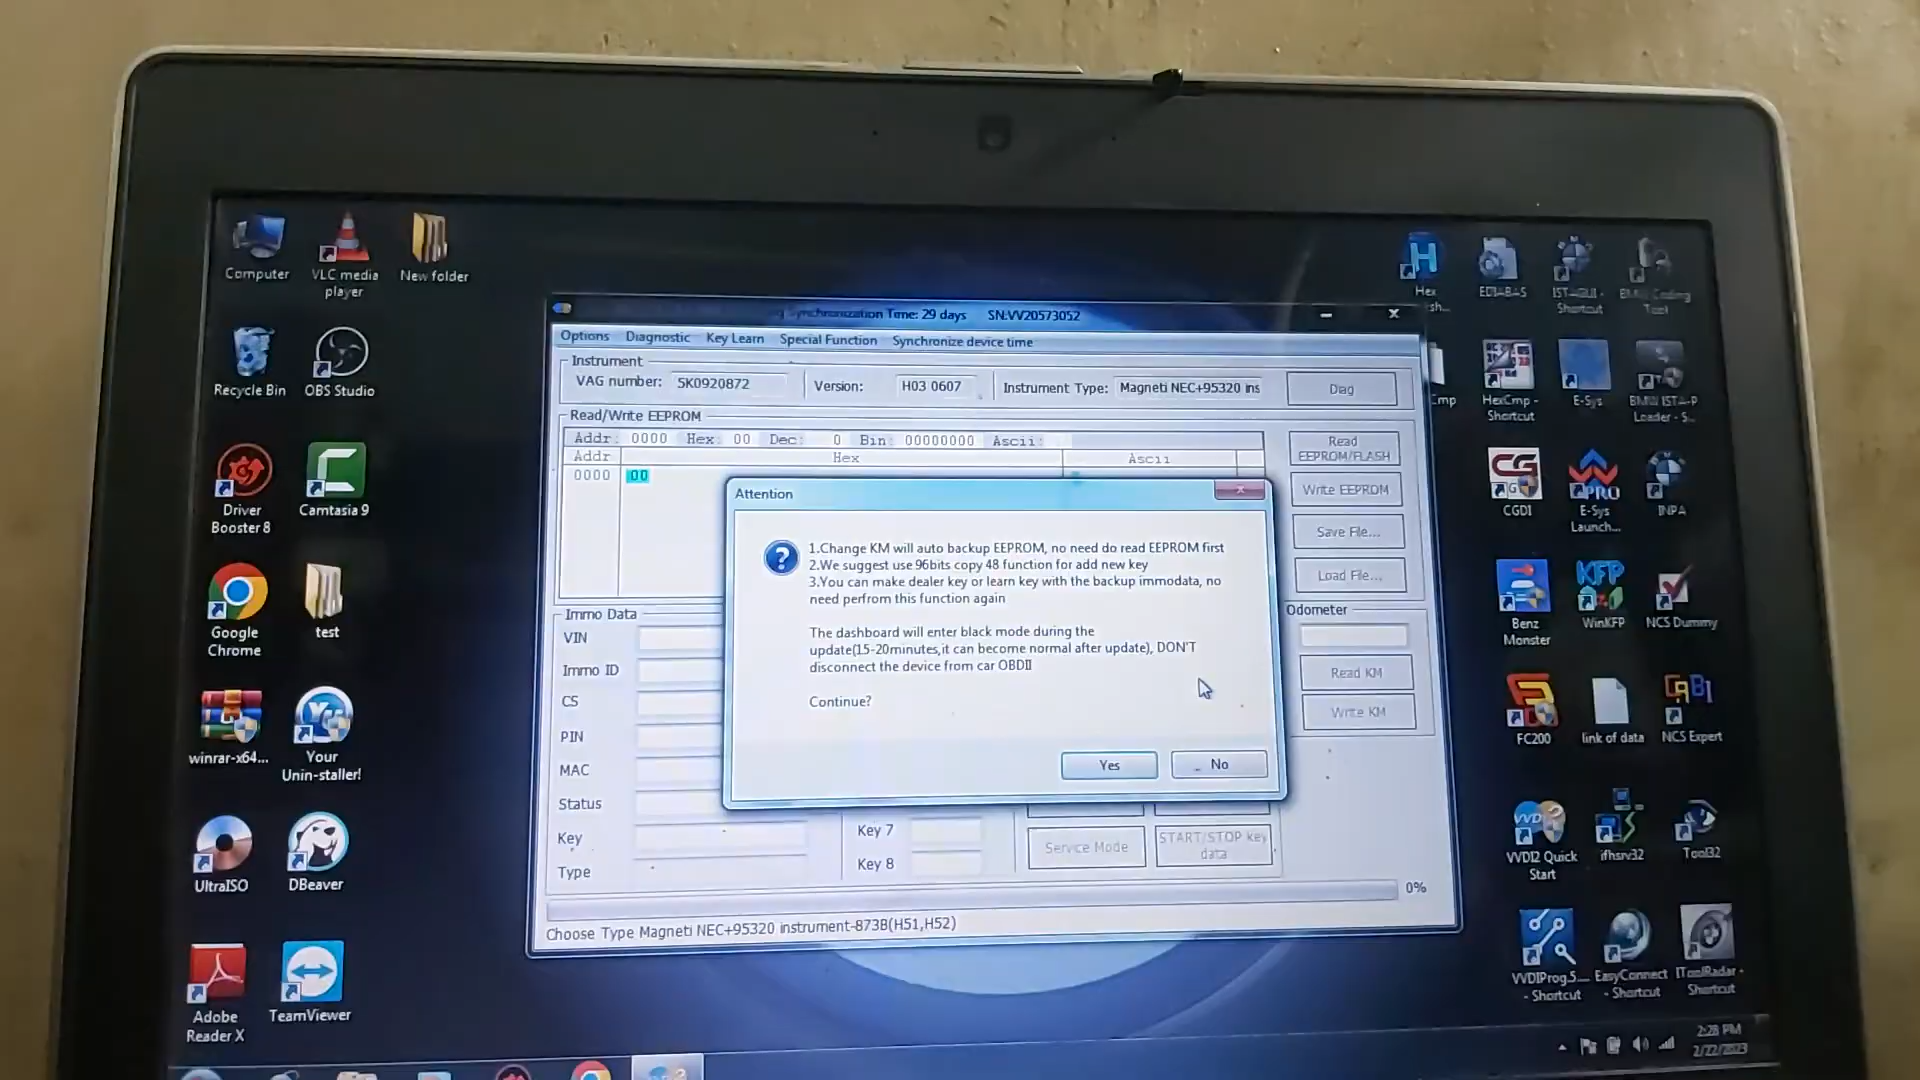 Computer
VLC media
player
New folder
Recycle Bin
OBS Studio
Driver
Booster 8
Camtasia 9
Google
Chrome
test
winrar-x64...
Your
Unin-staller!
UltraISO
DBeaver
Adobe
Reader X
TeamViewer
Synchronization Time: 29 days SN:VV20573052
Options Diagnostic Key Learn Special Function Synchronize device time
Instrument
VAG number: 5K0920872 Version: H03 0607 Instrument Type: Magneti NEC+95320 ins Diag
Read/Write EEPROM
Addr: 0000 Hex: 00 Dec: 0 Bin: 00000000 Ascii:
Addr Hex Ascii
0000 00
Read
EEPROM/FLASH
Write EEPROM
Save File...
Load File...
Attention
1.Change KM will auto backup EEPROM, no need do read EEPROM first
2.We suggest use 96bits copy 48 function for add new key
3.You can make dealer key or learn key with the backup immodata, no
need perfrom this function again
The dashboard will enter black mode during the
update(15-20minutes,it can become normal after update), DON'T
disconnect the device from car OBDII
Continue?
Yes No
Immo Data
VIN
Immo ID
CS
PIN
MAC
Status
Key
Type
Key 7
Key 8
Service Mode
START/STOP key
data
Odometer
Read KM
Write KM
0%
Choose Type Magneti NEC+95320 instrument-873B(H51,H52)
Hex
sh...
EDIABAS
IST-GUI -
Shortcut
BMW Coding
Tool
Cmp
HexCmp -
Shortcut
E-Sys
BMW ISTA-P
Loader - S...
CGDI
E-Sys
Launch...
INPA
Benz
Monster
WinKFP
NCS Dummy
FC200
link of data
NCS Expert
VVDI2 Quick
Start
ifhsrv32
Tool32
VVDIProg.5....
- Shortcut
EasyConnect
- Shortcut
IToolRadar -
Shortcut
2:28 PM
2/22/2023